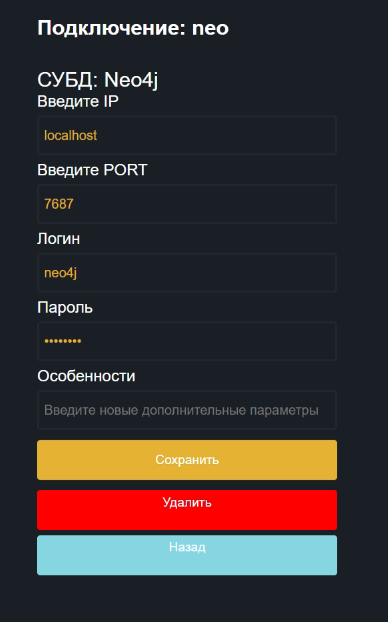 Подключение: neo
СУБД: Neo4j
Введите IP
localhost
Введите PORT
7687
Логин
neo4j
Пароль
••••••••
Особенности
Введите новые дополнительные параметры
Сохранить
Удалить
Назад